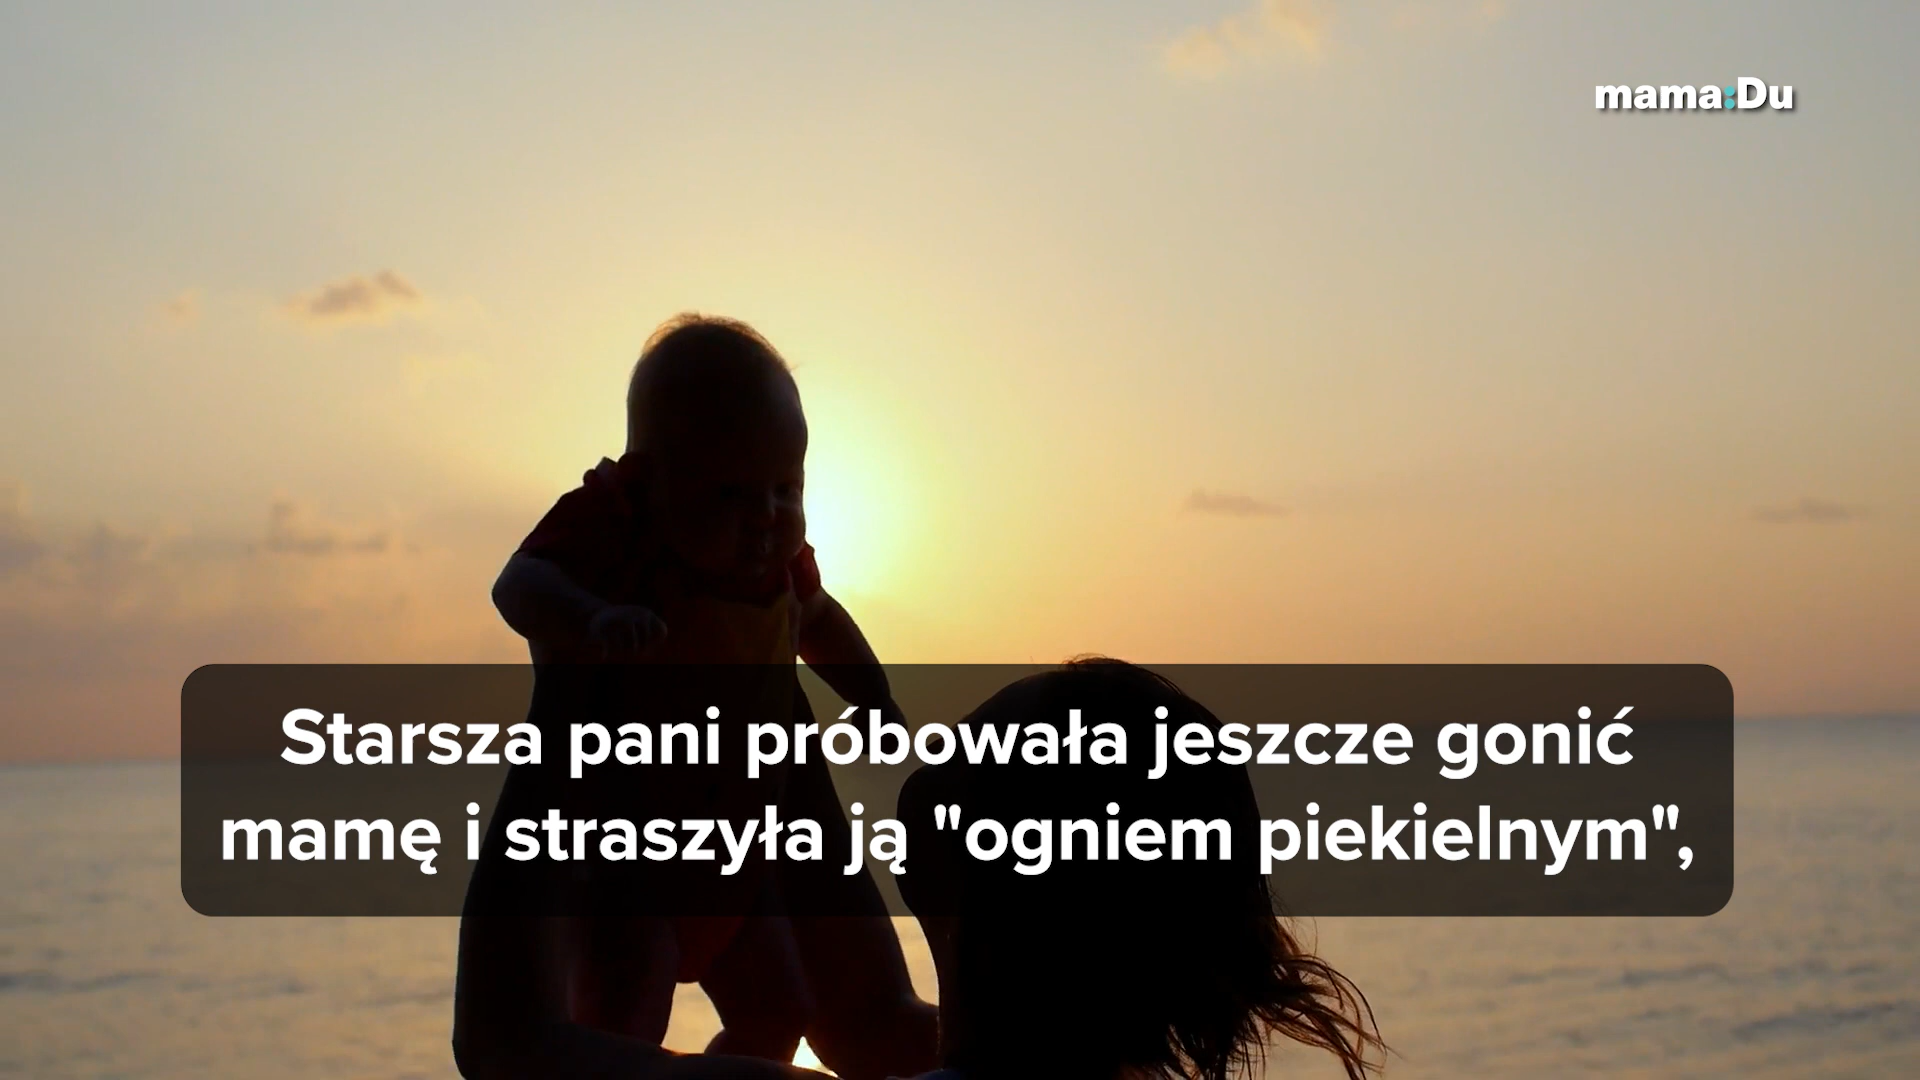 mama:Du
Starsza pani próbowała jeszcze gonić
mamę i straszyła ją "ogniem piekielnym",